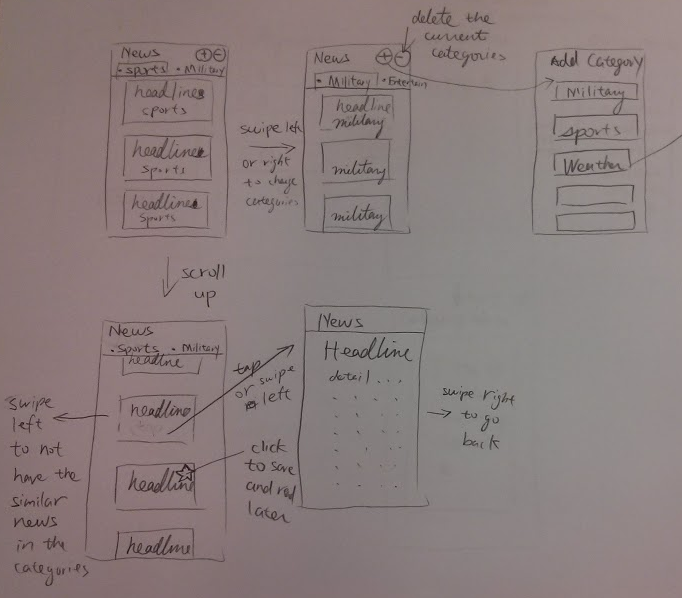 News
• Sports • Military
headlines
sports
headlines
sports
headlines
sports
swipe left
or right
to change
categories
delete the
current
categories
News
• Military • Entertain
headline
military
military
military
Add Category
Military
sports
Weather
scroll
up
News
• Sports • Military
headline
headline
headline
headline
swipe
left
to not
have the
similar
news
in the
categories
tap
or swipe
left
click
to save
and red
later
News
Headline
detail ...
swipe right
to go
back